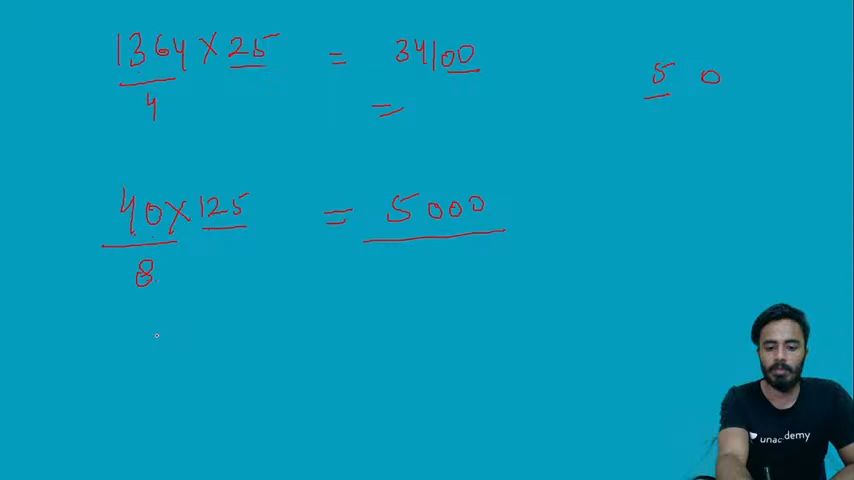 1364 × 25 = 34100
4
=
5 0
40 × 125 = 5000
8
unacademy